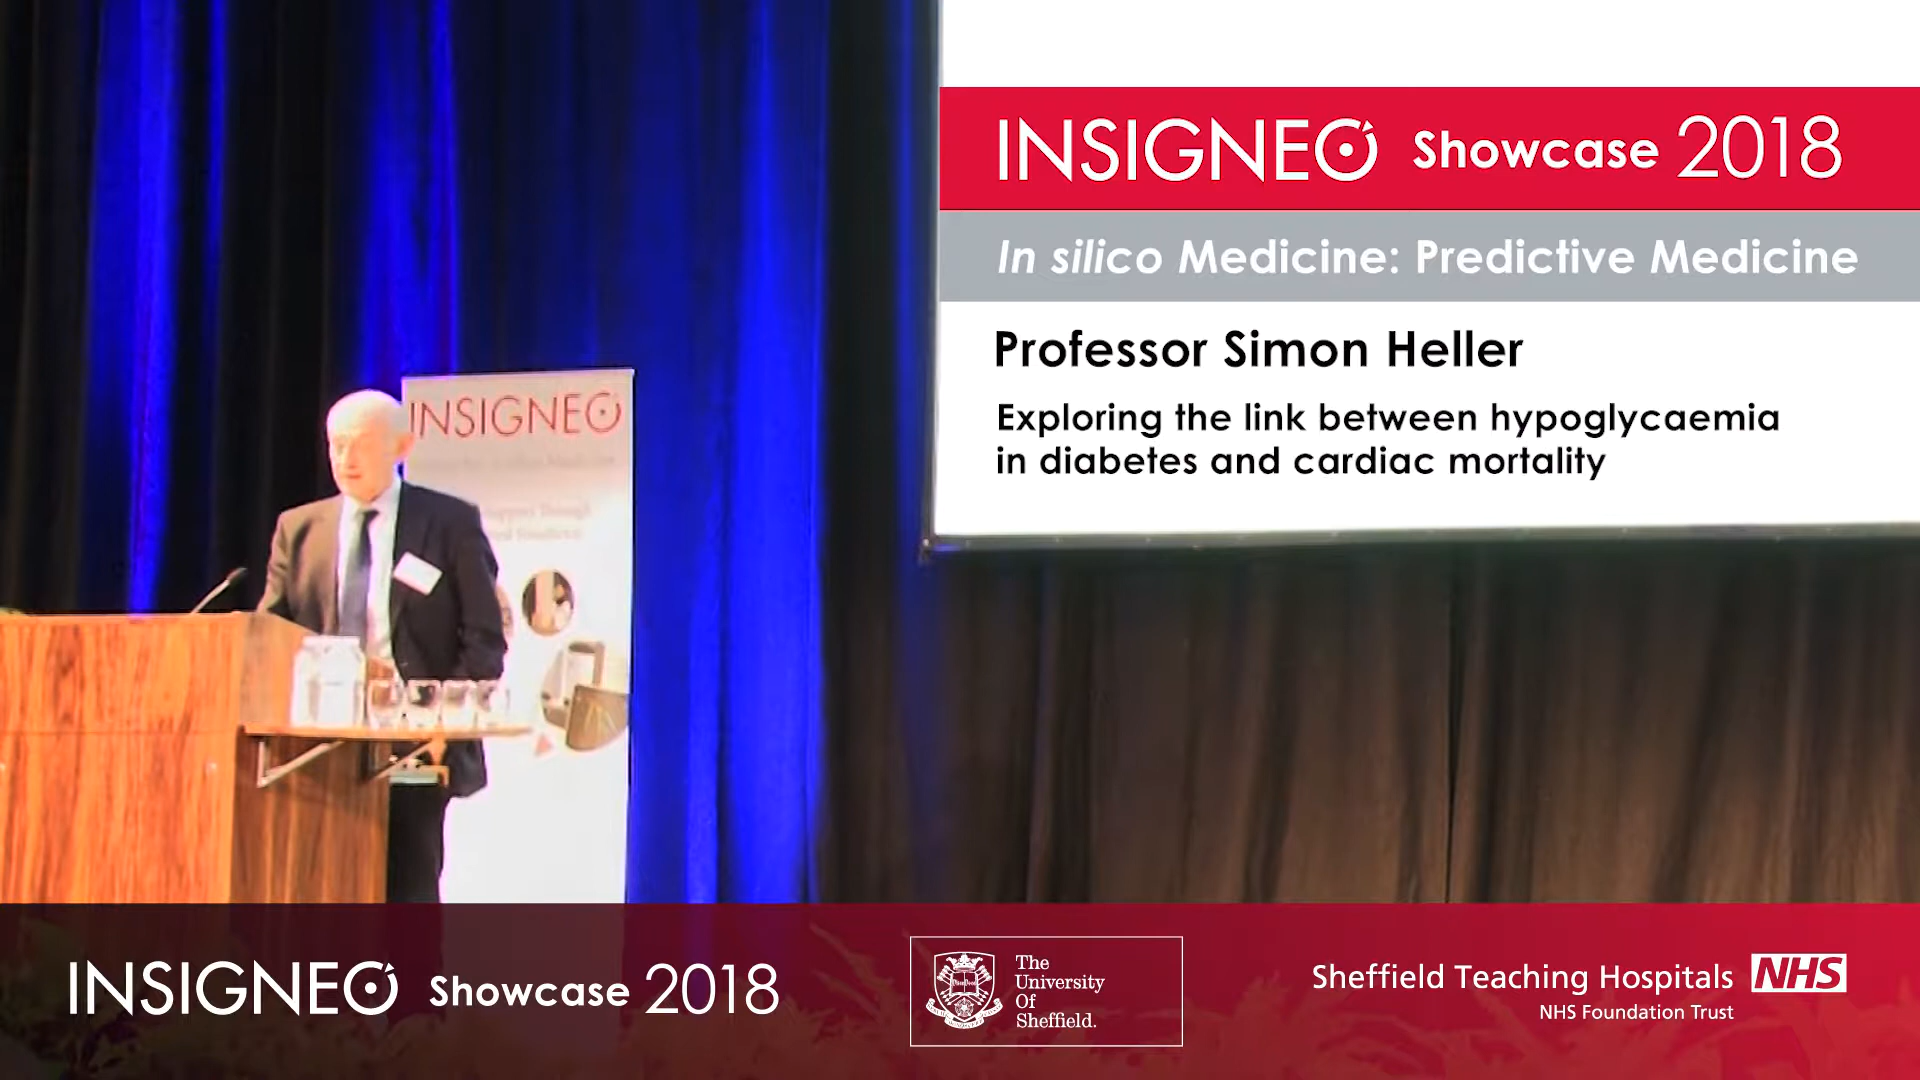 INSIGNEO Showcase 2018
In silico Medicine: Predictive Medicine
Professor Simon Heller
Exploring the link between hypoglycaemia
in diabetes and cardiac mortality
INSIGNEO
INSIGNEO Showcase 2018
The
University
Of
Sheffield.
Sheffield Teaching Hospitals NHS
NHS Foundation Trust